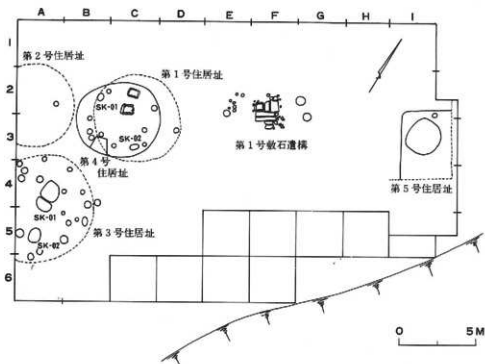 A B C D E F G H I
1
第2号住居址
第1号住居址
2
SK-01
3
SK-02
第1号敷石遺構
第4号
住居址
第5号住居址
4
SK-01
第3号住居址
5
SK-02
6
0 5M